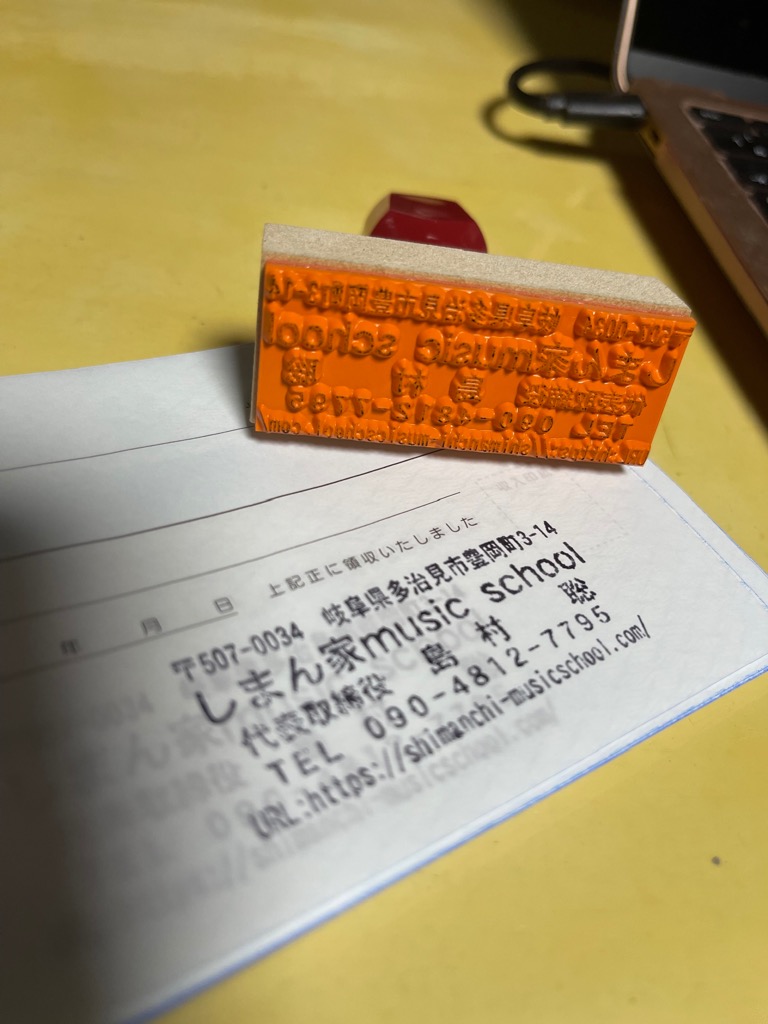 上記正に領収いたしました
年 月 日
〒507-0034 岐阜県多治見市豊岡町3-14
しまん家music school
代表取締役 島村 聡
TEL 090-4812-7795
URL:https://shimanchi-musicschool.com/